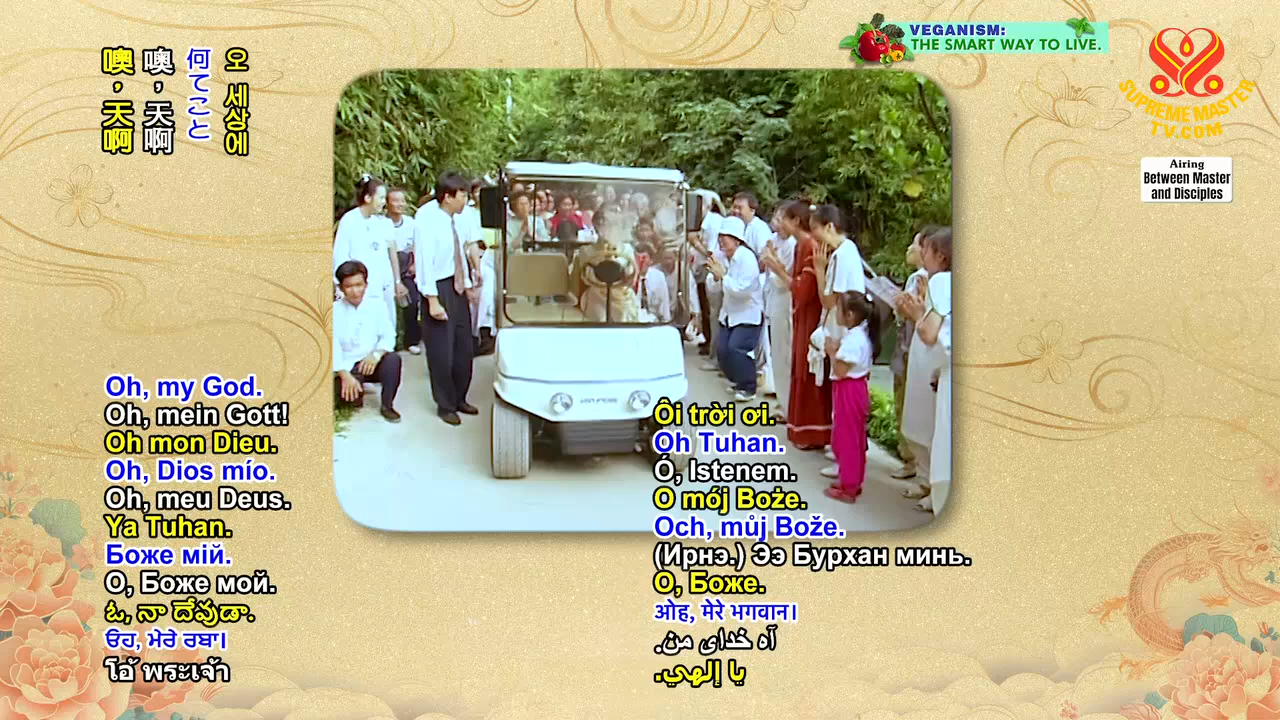 VEGANISM:
THE SMART WAY TO LIVE.
SUPREME MASTER
TV.COM
Airing
Between Master
and Disciples
오 세상에
何てこと
噢，天啊
噢，天啊
Oh, my God.
Oh, mein Gott!
Oh mon Dieu.
Oh, Dios mío.
Oh, meu Deus.
Ya Tuhan.
Боже мій.
О, Боже мой.
ఓ, నా దేవుడా.
ਓਹ, ਮੇਰੇ ਰਬਾ।
โอ้ พระเจ้า
Ôi trời ơi.
Oh Tuhan.
Ó, Istenem.
O mój Boże.
Och, můj Bože.
(Ирнэ.) Ээ Бурхан минь.
О, Боже.
ओह, मेरे भगवान।
آه خدای من.
يا إلهي.